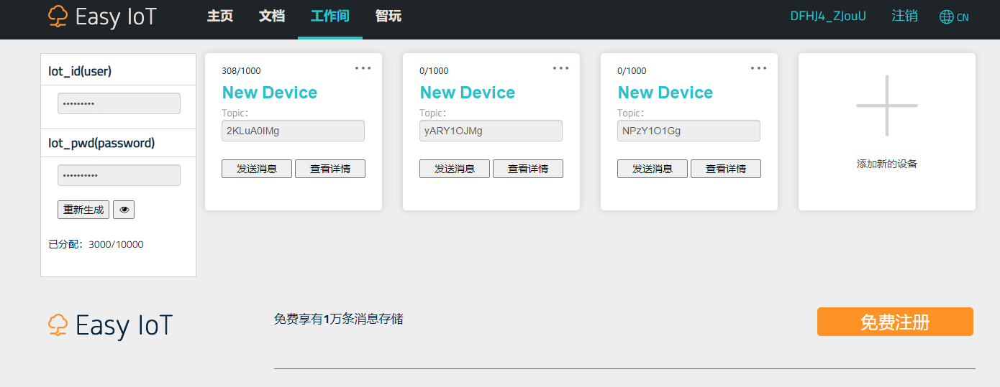 Easy IoT
主页
文档
工作间
智玩
DFHJ4_ZJouU
注销
CN
Iot_id(user)
•••••••••
Iot_pwd(password)
••••••••••
重新生成
已分配：3000/10000
308/1000
New Device
Topic：
2KLuA0IMg
发送消息
查看详情
0/1000
New Device
Topic：
yARY1OJMg
发送消息
查看详情
0/1000
New Device
Topic：
NPzY1O1Gg
发送消息
查看详情
添加新的设备
Easy IoT
免费享有1万条消息存储
免费注册